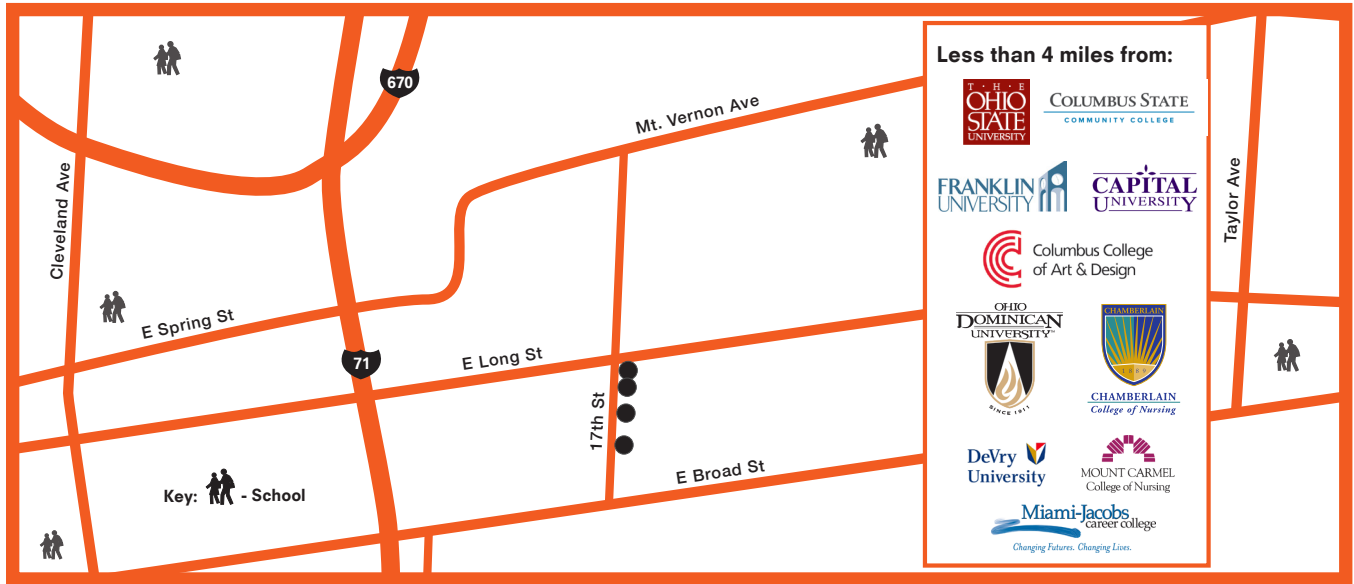 670
Mt. Vernon Ave
Cleveland Ave
E Spring St
71
E Long St
17th St
E Broad St
Key: - School
Less than 4 miles from:
T·H·E
OHIO
STATE
UNIVERSITY
COLUMBUS STATE
COMMUNITY COLLEGE
FRANKLIN
UNIVERSITY
CAPITAL
UNIVERSITY
Columbus College
of Art & Design
OHIO
DOMINICAN
UNIVERSITY™
SINCE 1911
CHAMBERLAIN
1889
CHAMBERLAIN
College of Nursing
DeVry
University
MOUNT CARMEL
College of Nursing
Miami-Jacobs
career college
Changing Futures. Changing Lives.
Taylor Ave